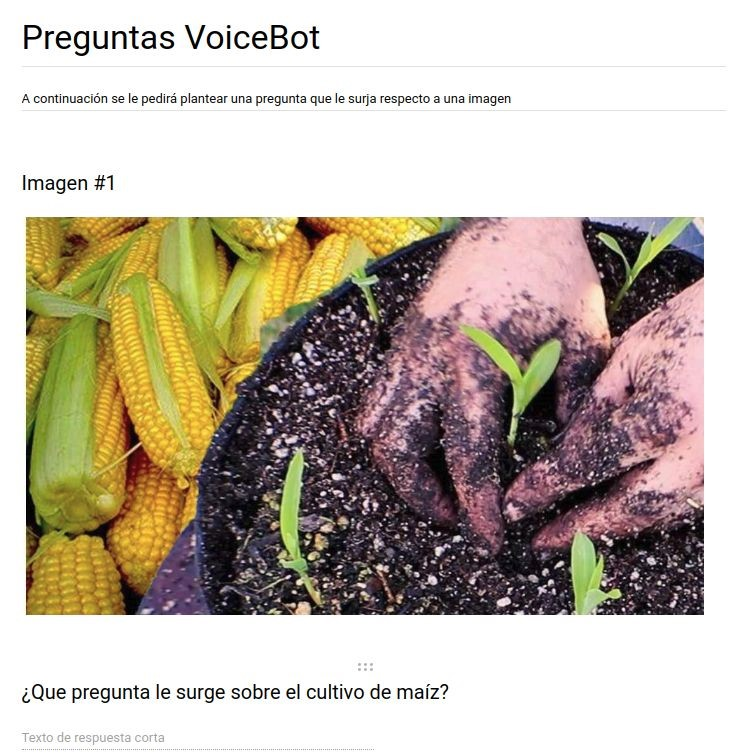 Preguntas VoiceBot
A continuación se le pedirá plantear una pregunta que le surja respecto a una imagen
Imagen #1
¿Que pregunta le surge sobre el cultivo de maíz?
Texto de respuesta corta